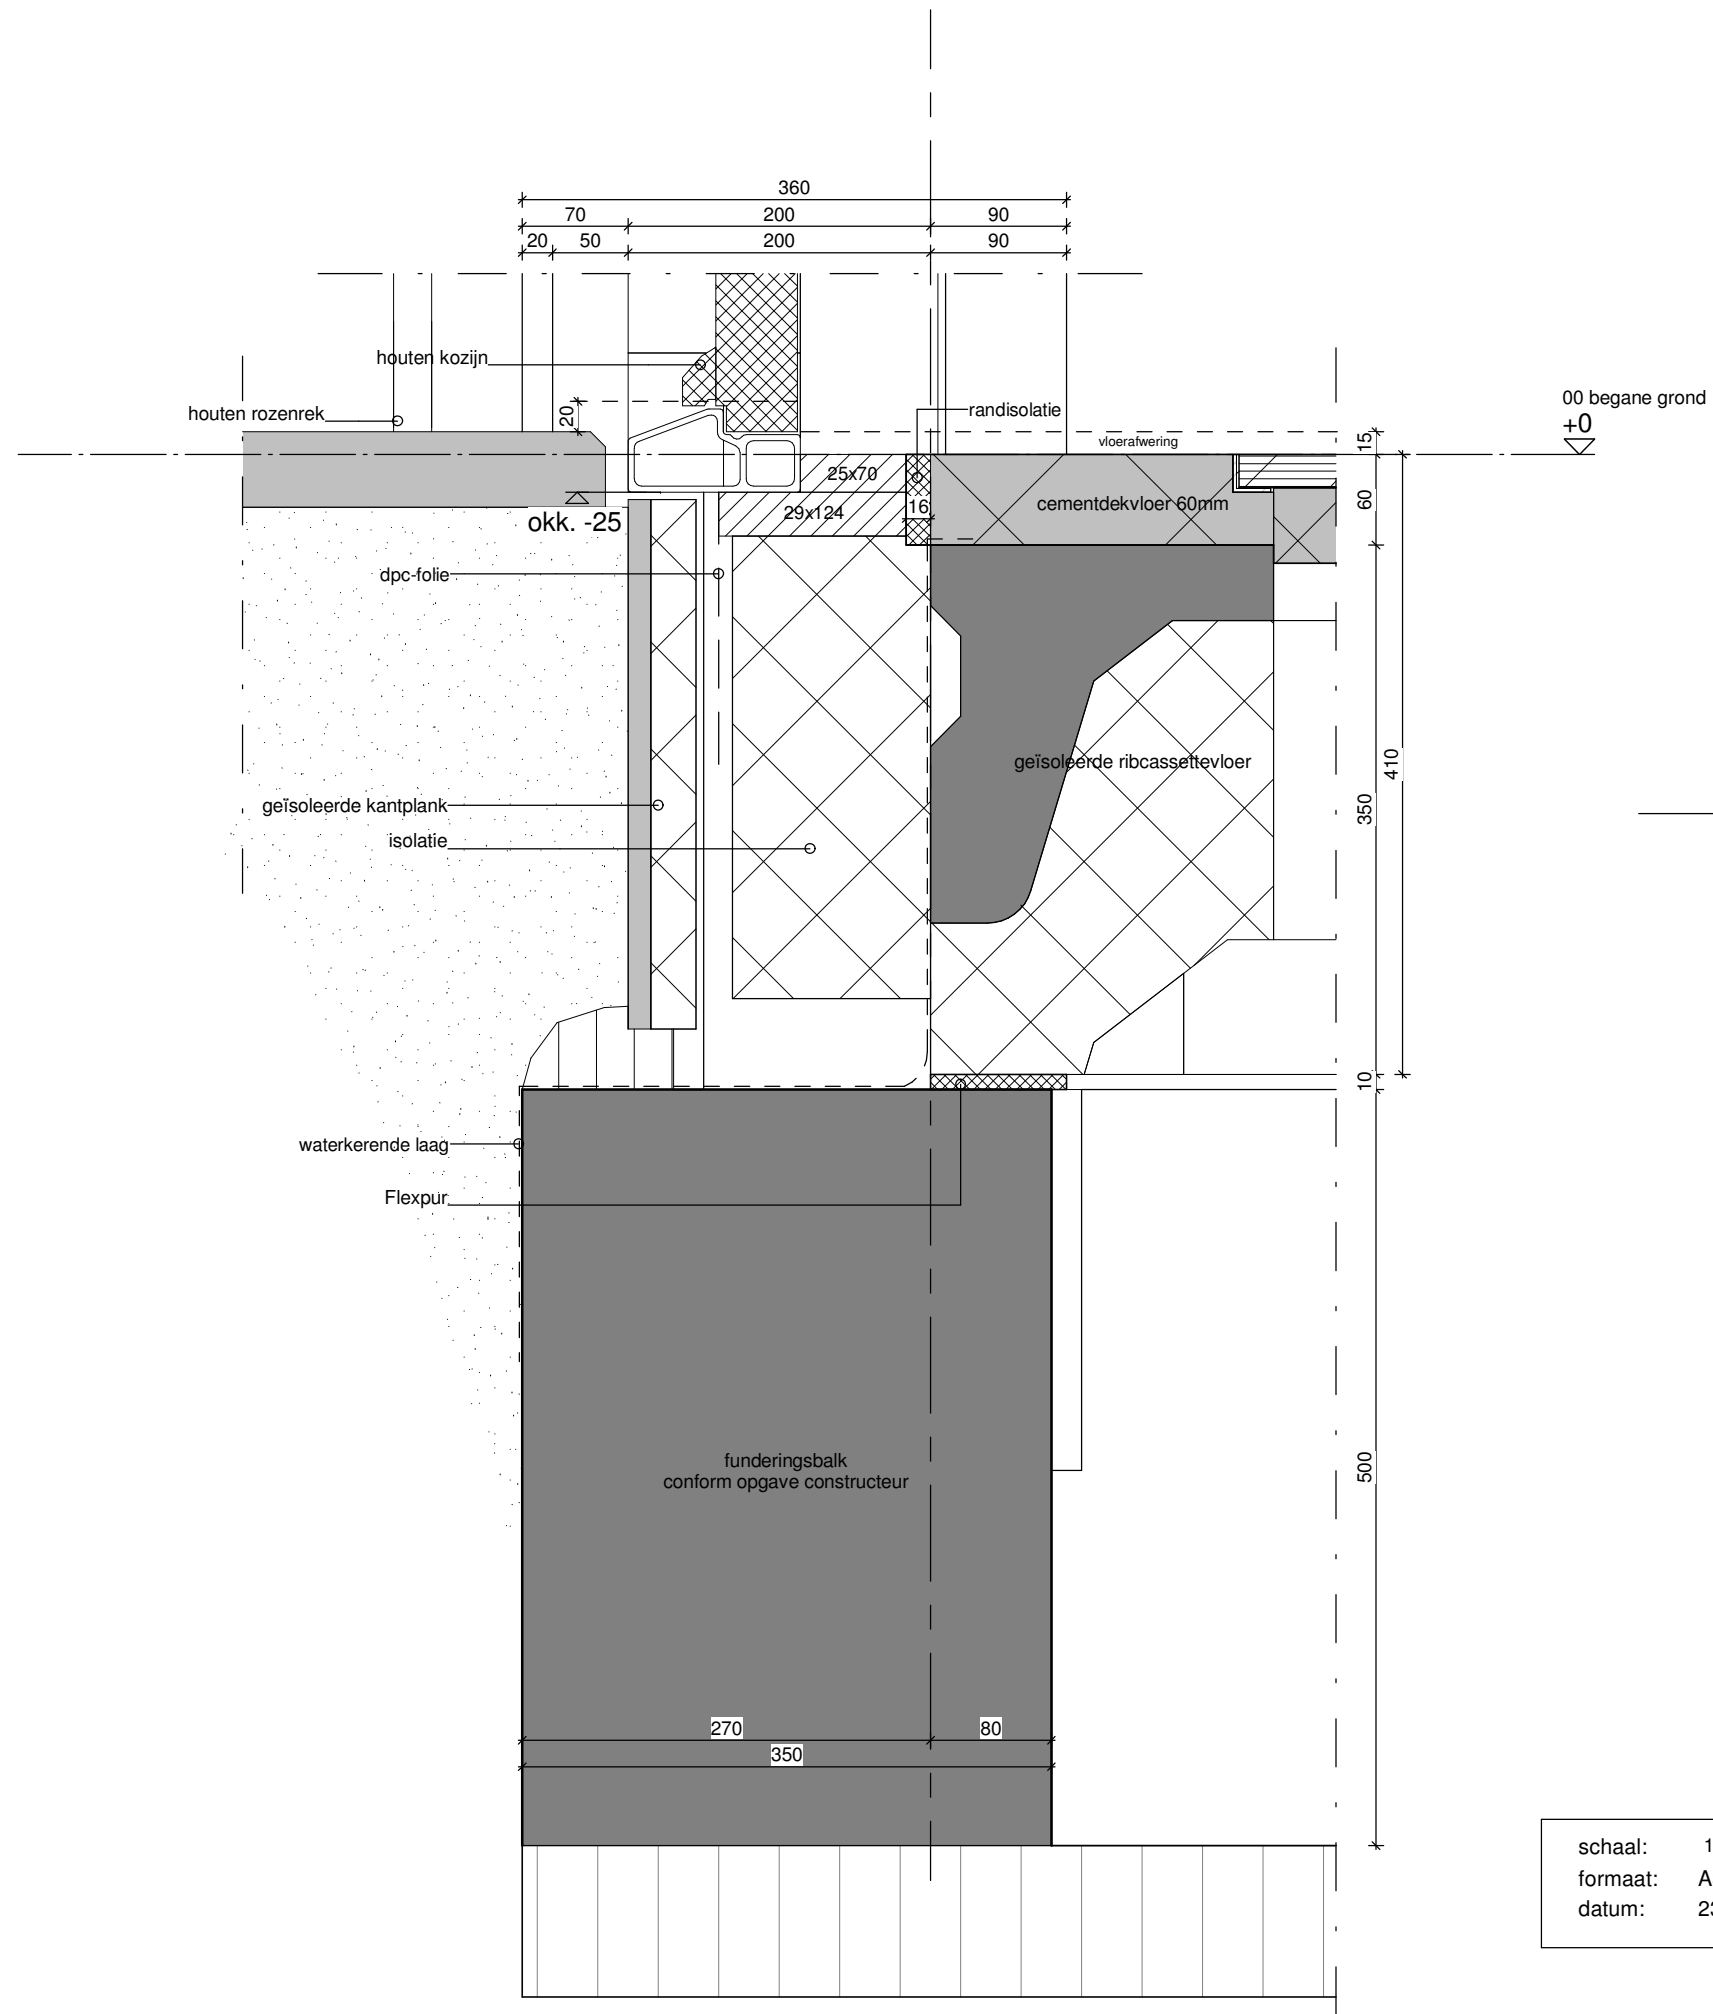 360
70 200 90
20 50 200 90
houten kozijn
houten rozenrek
20
randisolatie
00 begane grond
+0
vloerafwering
15
25x70
16
cementdekvloer 60mm
60
29x124
okk. -25
dpc-folie
geïsoleerde ribcassettevloer
410
geïsoleerde kantplank
350
isolatie
10
waterkerende laag
Flexpur
funderingsbalk
conform opgave constructeur
500
270 80
350
schaal: 1
formaat: A
datum: